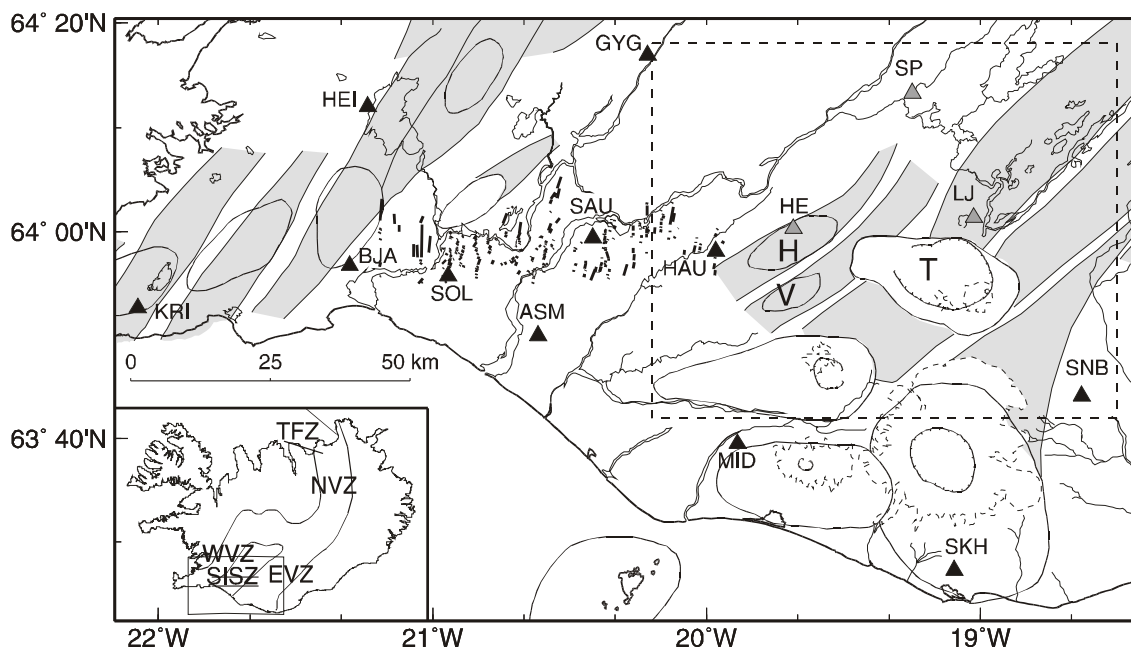 64°20'N
GYG
SP
HEI
SAU
HE
LJ
64°00'N
BJA
HAU
H
T
SOL
V
KRI
ASM
0 25 50 km
SNB
63°40'N
TFZ
MID
NVZ
WVZ
SISZ
EVZ
SKH
22°W 21°W 20°W 19°W